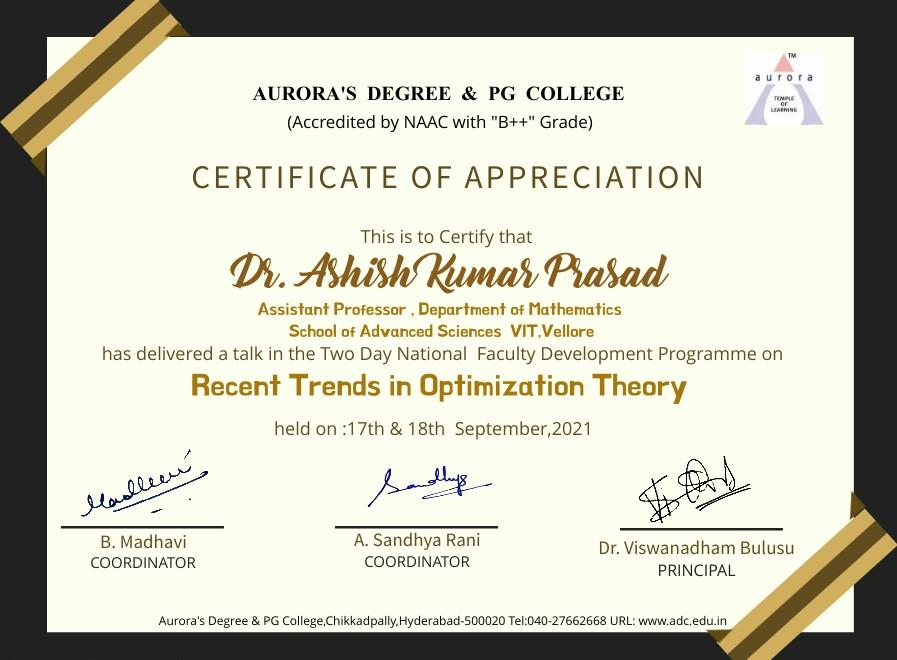 AURORA'S DEGREE & PG COLLEGE
(Accredited by NAAC with "B++" Grade)
TM
aurora
TEMPLE
OF
LEARNING
CERTIFICATE OF APPRECIATION
This is to Certify that
Dr. Ashish Kumar Prasad
Assistant Professor , Department of Mathematics
School of Advanced Sciences VIT,Vellore
has delivered a talk in the Two Day National Faculty Development Programme on
Recent Trends in Optimization Theory
held on :17th & 18th September,2021
Madhavi
Sandhya
B. Madhavi
COORDINATOR
A. Sandhya Rani
COORDINATOR
Dr. Viswanadham Bulusu
PRINCIPAL
Aurora's Degree & PG College,Chikkadpally,Hyderabad-500020 Tel:040-27662668 URL: www.adc.edu.in